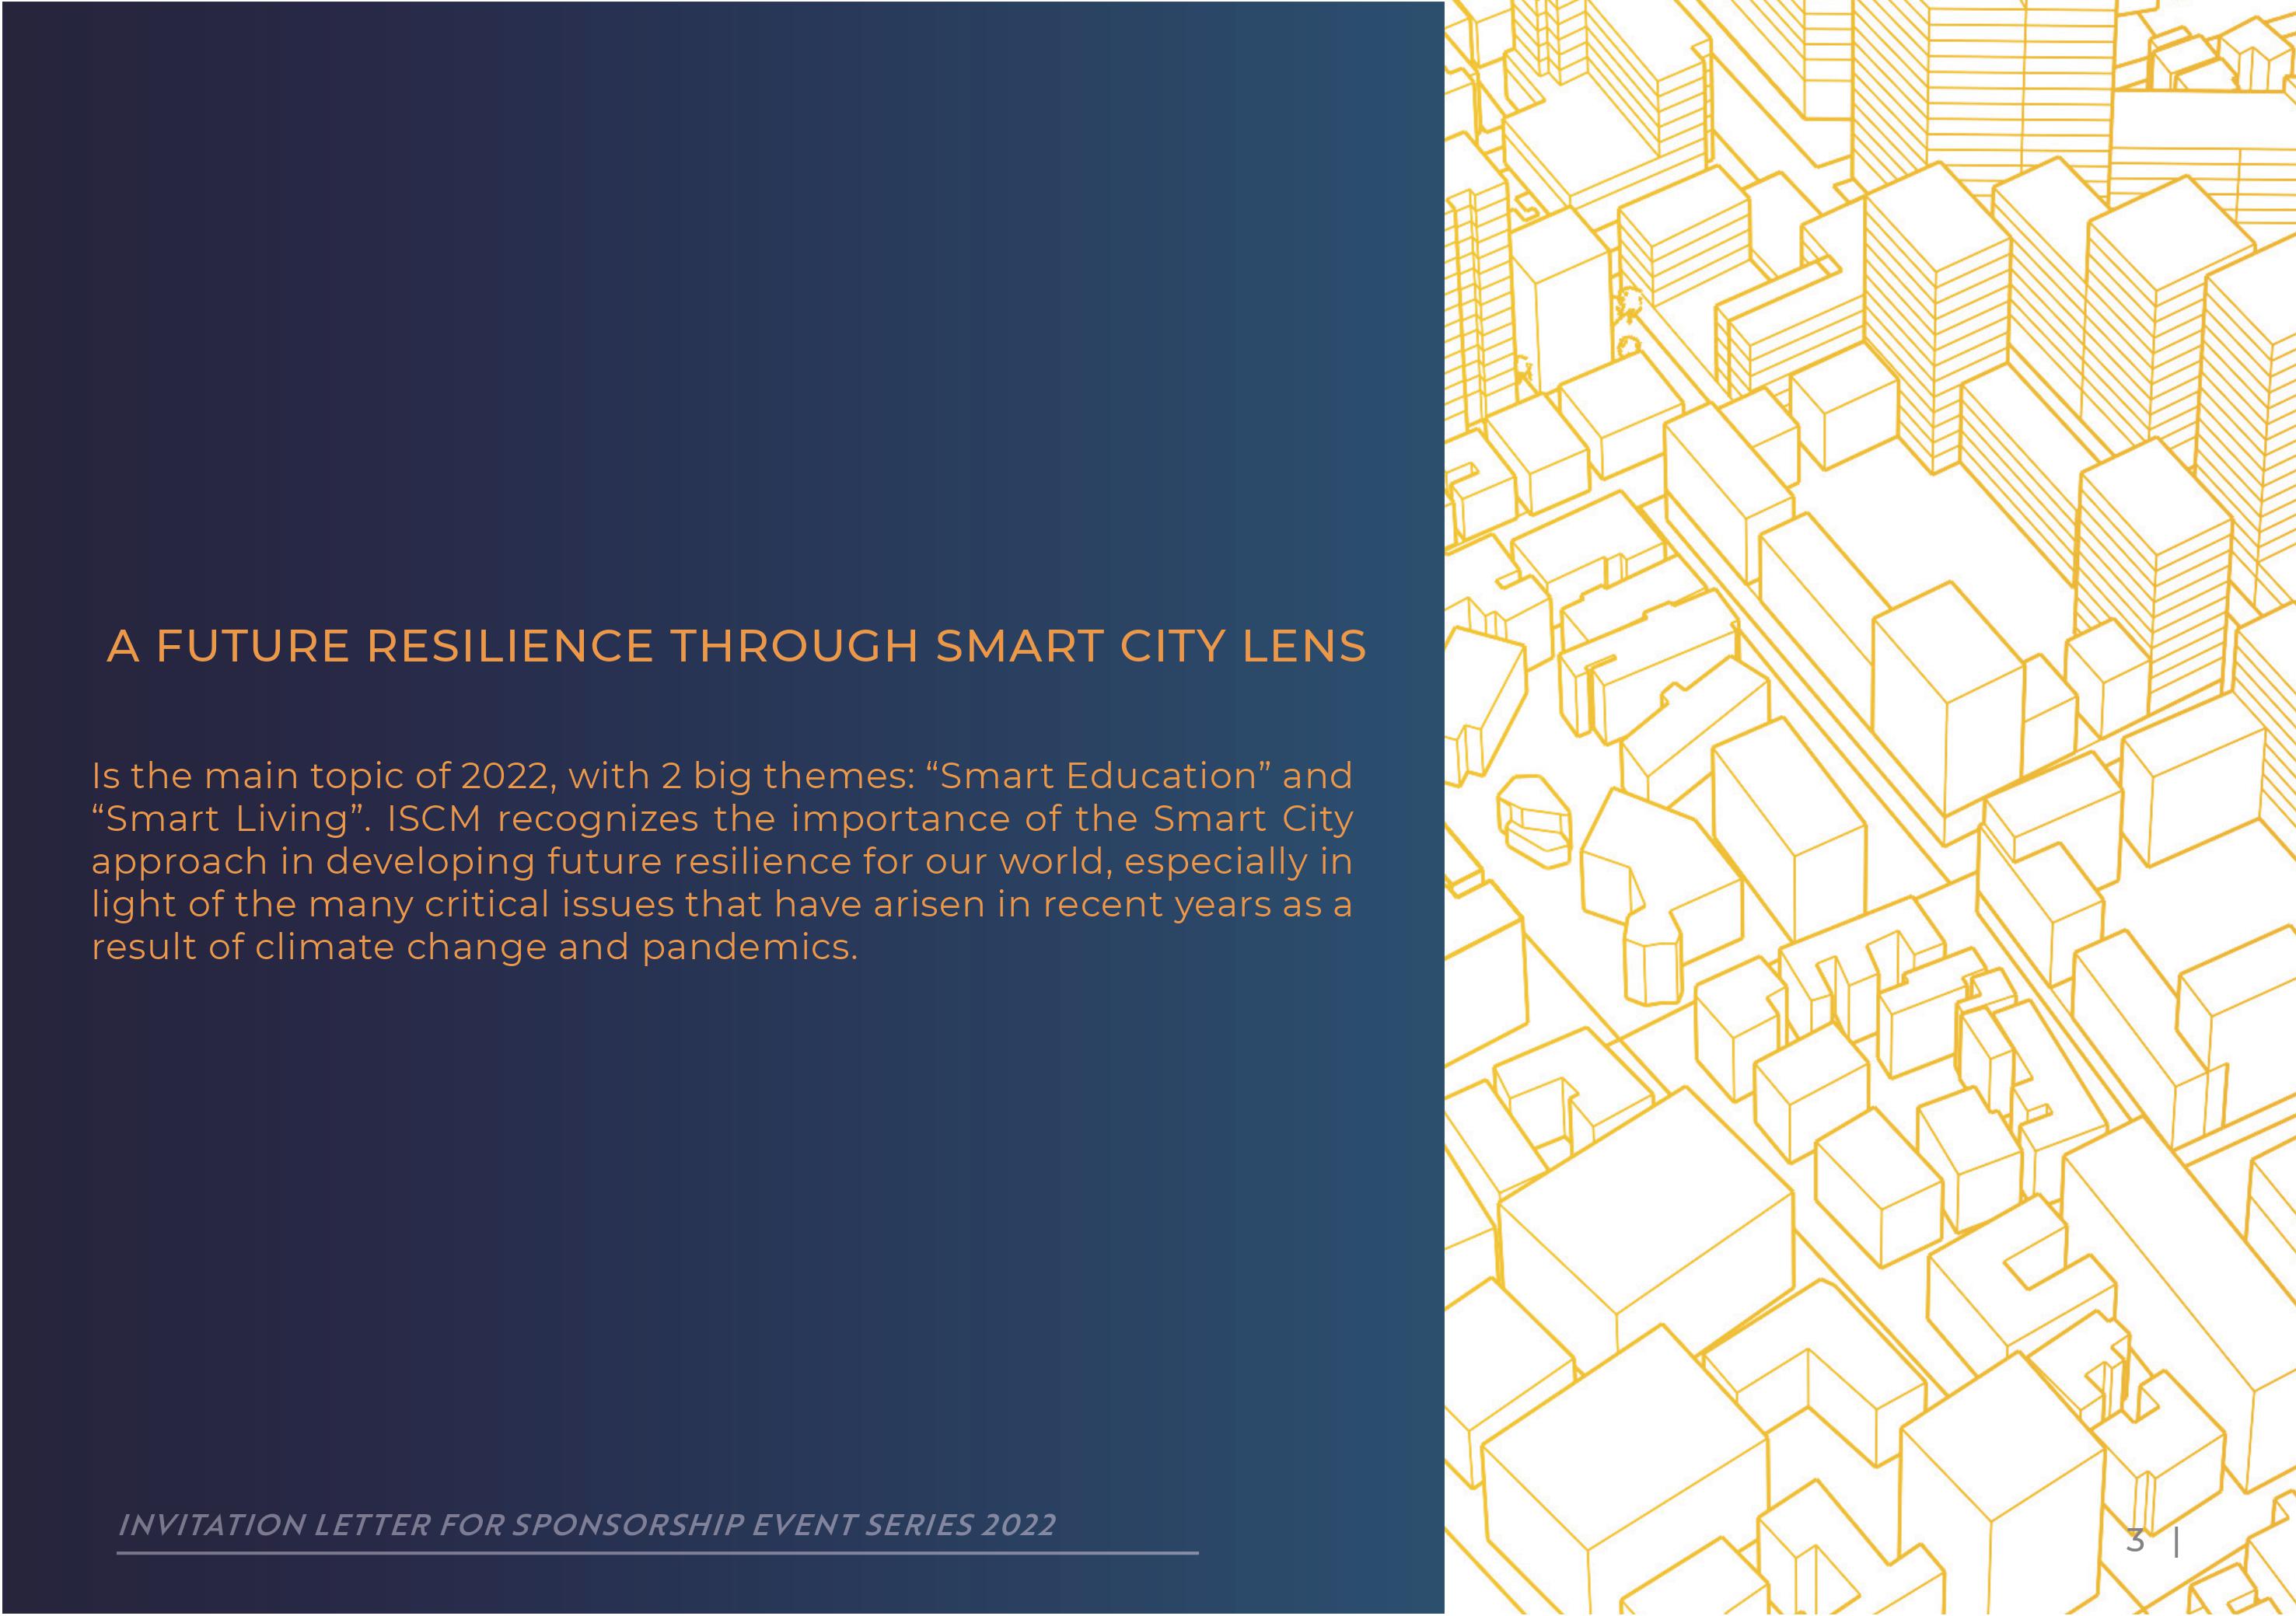 A FUTURE RESILIENCE THROUGH SMART CITY LENS
Is the main topic of 2022, with 2 big themes: “Smart Education” and
“Smart Living”. ISCM recognizes the importance of the Smart City
approach in developing future resilience for our world, especially in
light of the many critical issues that have arisen in recent years as a
result of climate change and pandemics.
INVITATION LETTER FOR SPONSORSHIP EVENT SERIES 2022
3 |